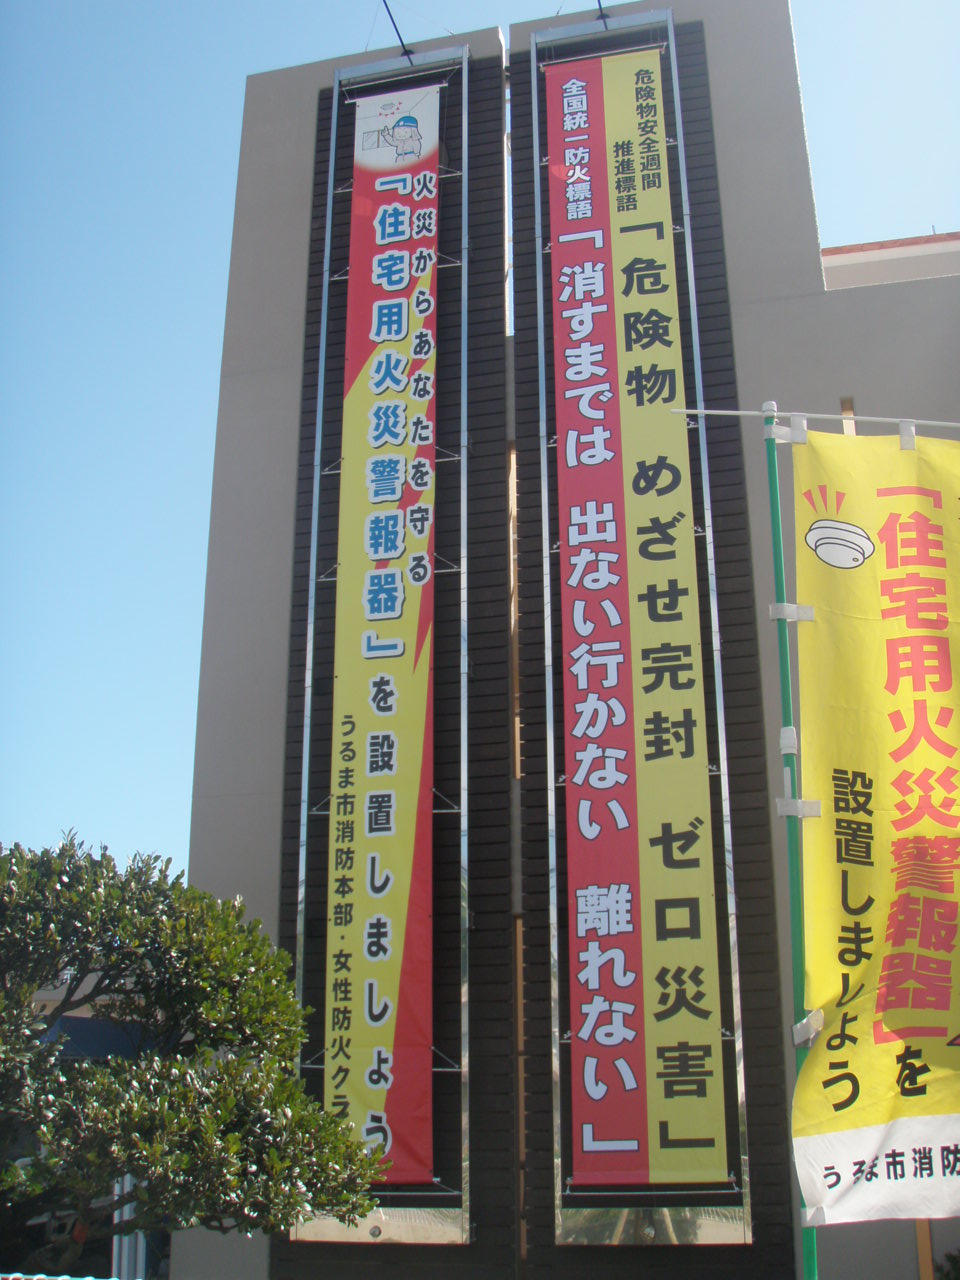 危険物安全週間
推進標語
「危険物 めざせ完封 ゼロ災害」
全国統一防火標語
「消すまでは 出ない行かない 離れない」
火災からあなたを守る
「住宅用火災警報器」を設置しましょう
うるま市消防本部・女性防火クラ
「住宅用火災警報器」を
設置しましょう
うるま市消防